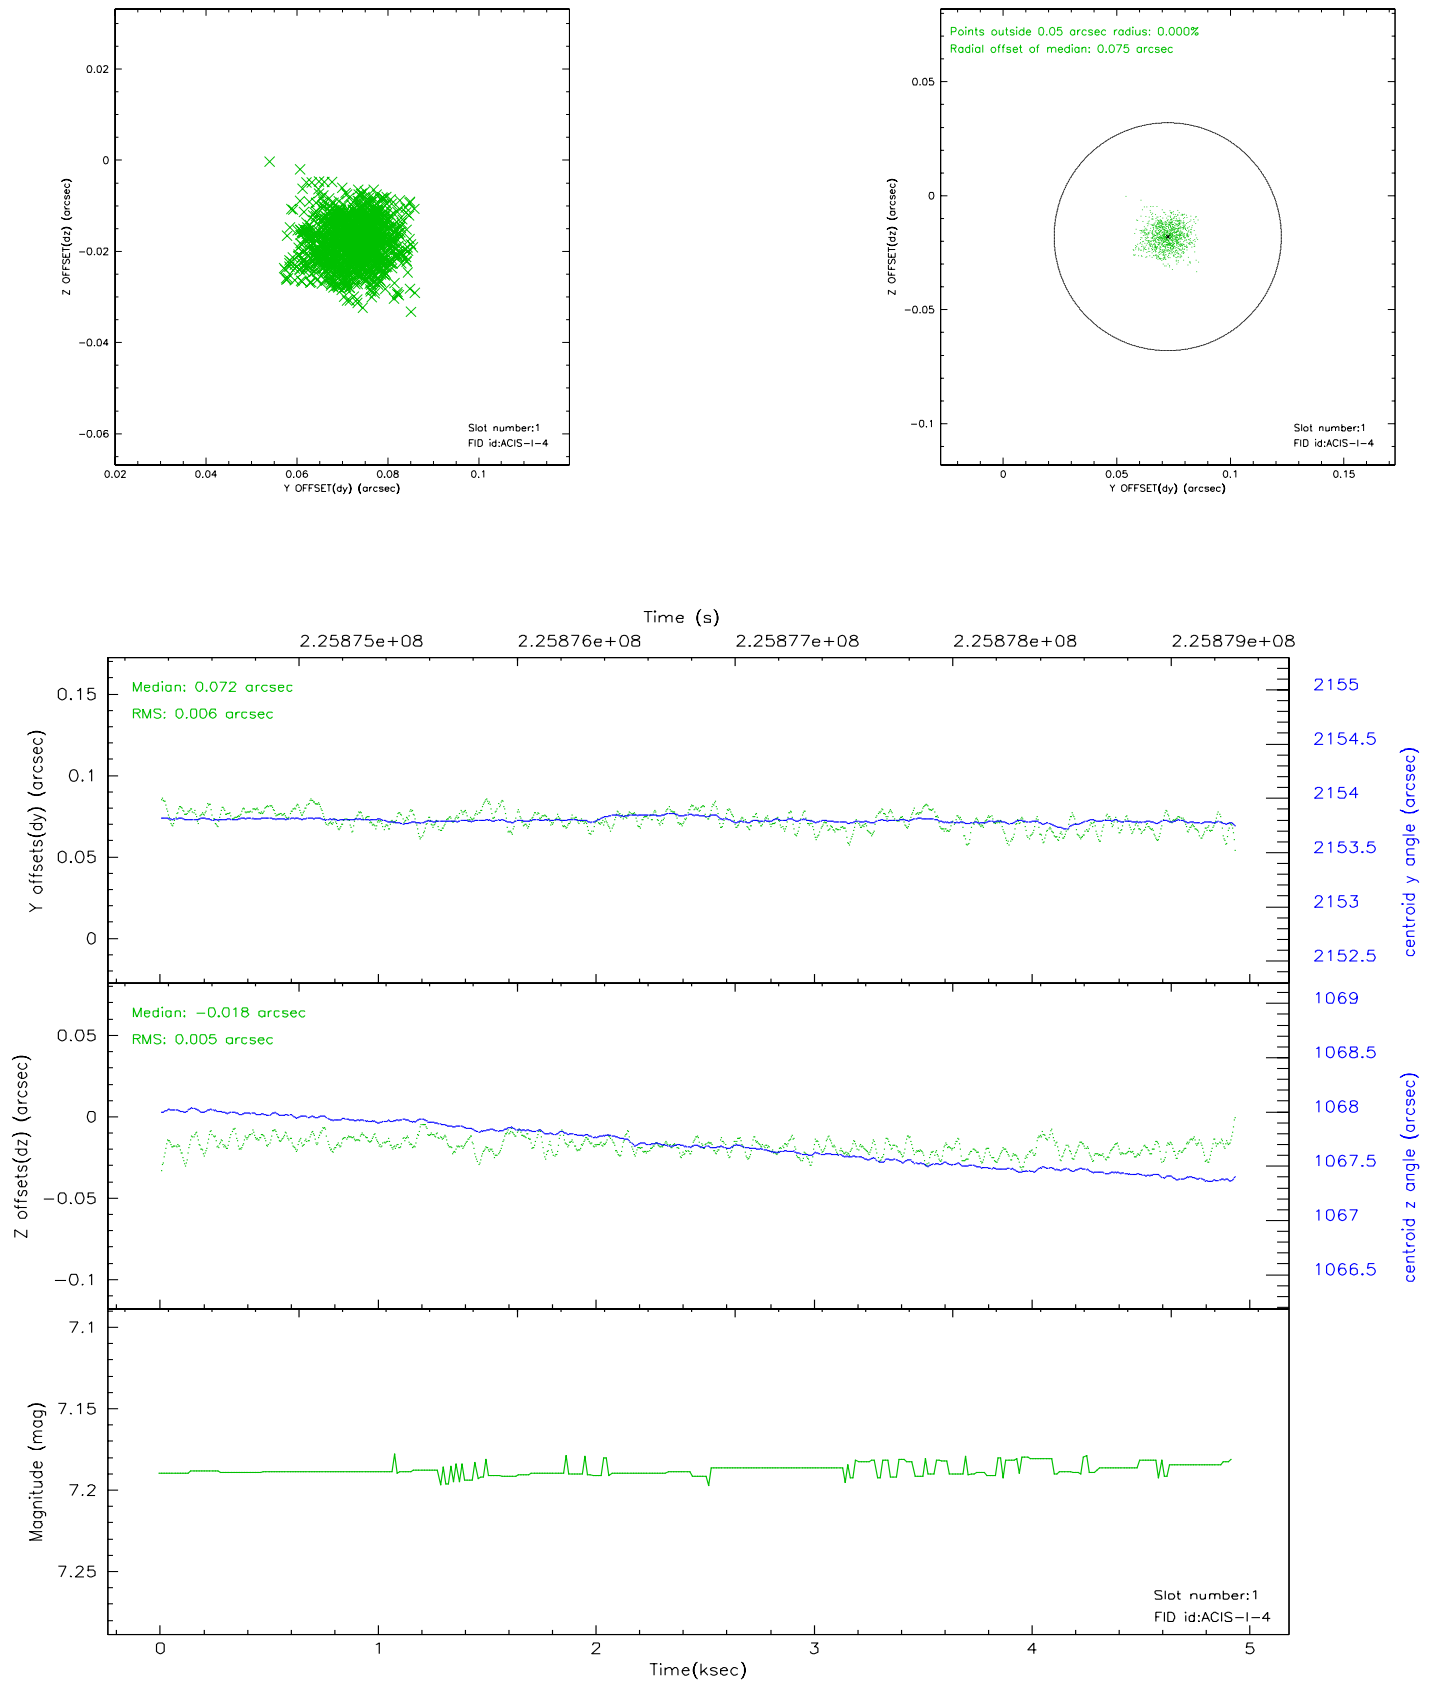 0.02
0
-0.02
-0.04
-0.06
Z OFFSET(dz) (arcsec)
Slot number:1
FID id:ACIS-I-4
0.02 0.04 0.06 0.08 0.1
Y OFFSET(dy) (arcsec)
Points outside 0.05 arcsec radius: 0.000%
Radial offset of median: 0.075 arcsec
0.05
0
-0.05
-0.1
Z OFFSET(dz) (arcsec)
Slot number:1
FID id:ACIS-I-4
0 0.05 0.1 0.15
Y OFFSET(dy) (arcsec)
Time (s)
2.25875e+08 2.25876e+08 2.25877e+08 2.25878e+08 2.25879e+08
Median: 0.072 arcsec
RMS: 0.006 arcsec
0.15
0.1
0.05
0
Y offsets(dy) (arcsec)
2155
2154.5
2154
2153.5
2153
2152.5
centroid y angle (arcsec)
Median: -0.018 arcsec
RMS: 0.005 arcsec
0.05
0
-0.05
-0.1
Z offsets(dz) (arcsec)
1069
1068.5
1068
1067.5
1067
1066.5
centroid z angle (arcsec)
7.1
7.15
7.2
7.25
Magnitude (mag)
Slot number:1
FID id:ACIS-I-4
0 1 2 3 4 5
Time(ksec)